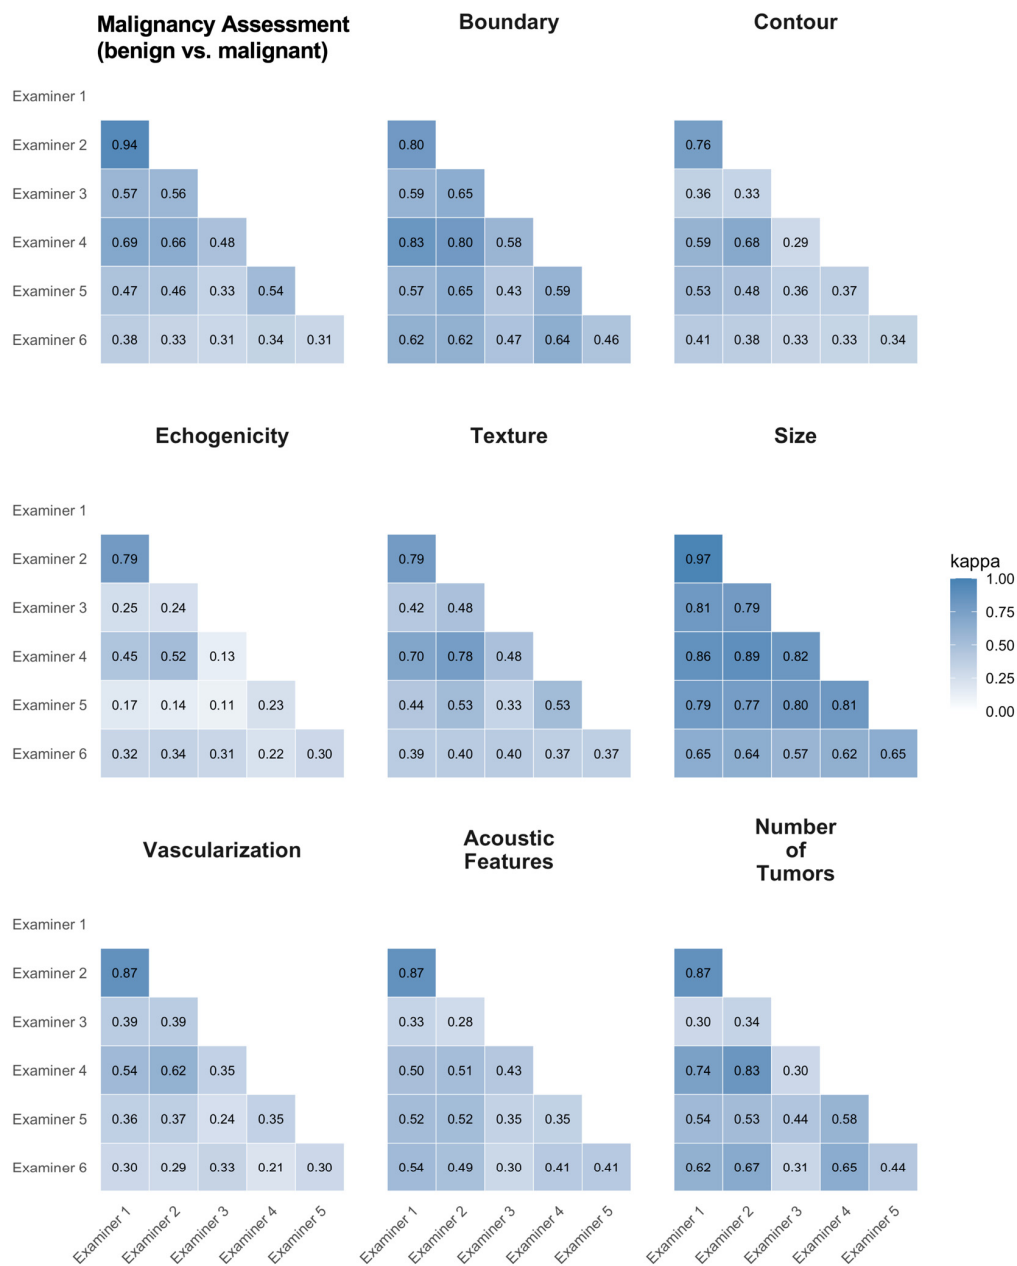 Malignancy Assessment
(benign vs. malignant)
Boundary
Contour
Examiner 1
Examiner 2 0.94 0.80 0.76
Examiner 3 0.57 0.56 0.59 0.65 0.36 0.33
Examiner 4 0.69 0.66 0.48 0.83 0.80 0.58 0.59 0.68 0.29
Examiner 5 0.47 0.46 0.33 0.54 0.57 0.65 0.43 0.59 0.53 0.48 0.36 0.37
Examiner 6 0.38 0.33 0.31 0.34 0.31 0.62 0.62 0.47 0.64 0.46 0.41 0.38 0.33 0.33 0.34
Echogenicity
Texture
Size
Examiner 1
Examiner 2 0.79 0.79 0.97
Examiner 3 0.25 0.24 0.42 0.48 0.81 0.79
Examiner 4 0.45 0.52 0.13 0.70 0.78 0.48 0.86 0.89 0.82
Examiner 5 0.17 0.14 0.11 0.23 0.44 0.53 0.33 0.53 0.79 0.77 0.80 0.81
Examiner 6 0.32 0.34 0.31 0.22 0.30 0.39 0.40 0.40 0.37 0.37 0.65 0.64 0.57 0.62 0.65
kappa
1.00
0.75
0.50
0.25
0.00
Vascularization
Acoustic
Features
Number
of
Tumors
Examiner 1
Examiner 2 0.87 0.87 0.87
Examiner 3 0.39 0.39 0.33 0.28 0.30 0.34
Examiner 4 0.54 0.62 0.35 0.50 0.51 0.43 0.74 0.83 0.30
Examiner 5 0.36 0.37 0.24 0.35 0.52 0.52 0.35 0.35 0.54 0.53 0.44 0.58
Examiner 6 0.30 0.29 0.33 0.21 0.30 0.54 0.49 0.30 0.41 0.41 0.62 0.67 0.31 0.65 0.44
Examiner 1 Examiner 2 Examiner 3 Examiner 4 Examiner 5 Examiner 1 Examiner 2 Examiner 3 Examiner 4 Examiner 5 Examiner 1 Examiner 2 Examiner 3 Examiner 4 Examiner 5